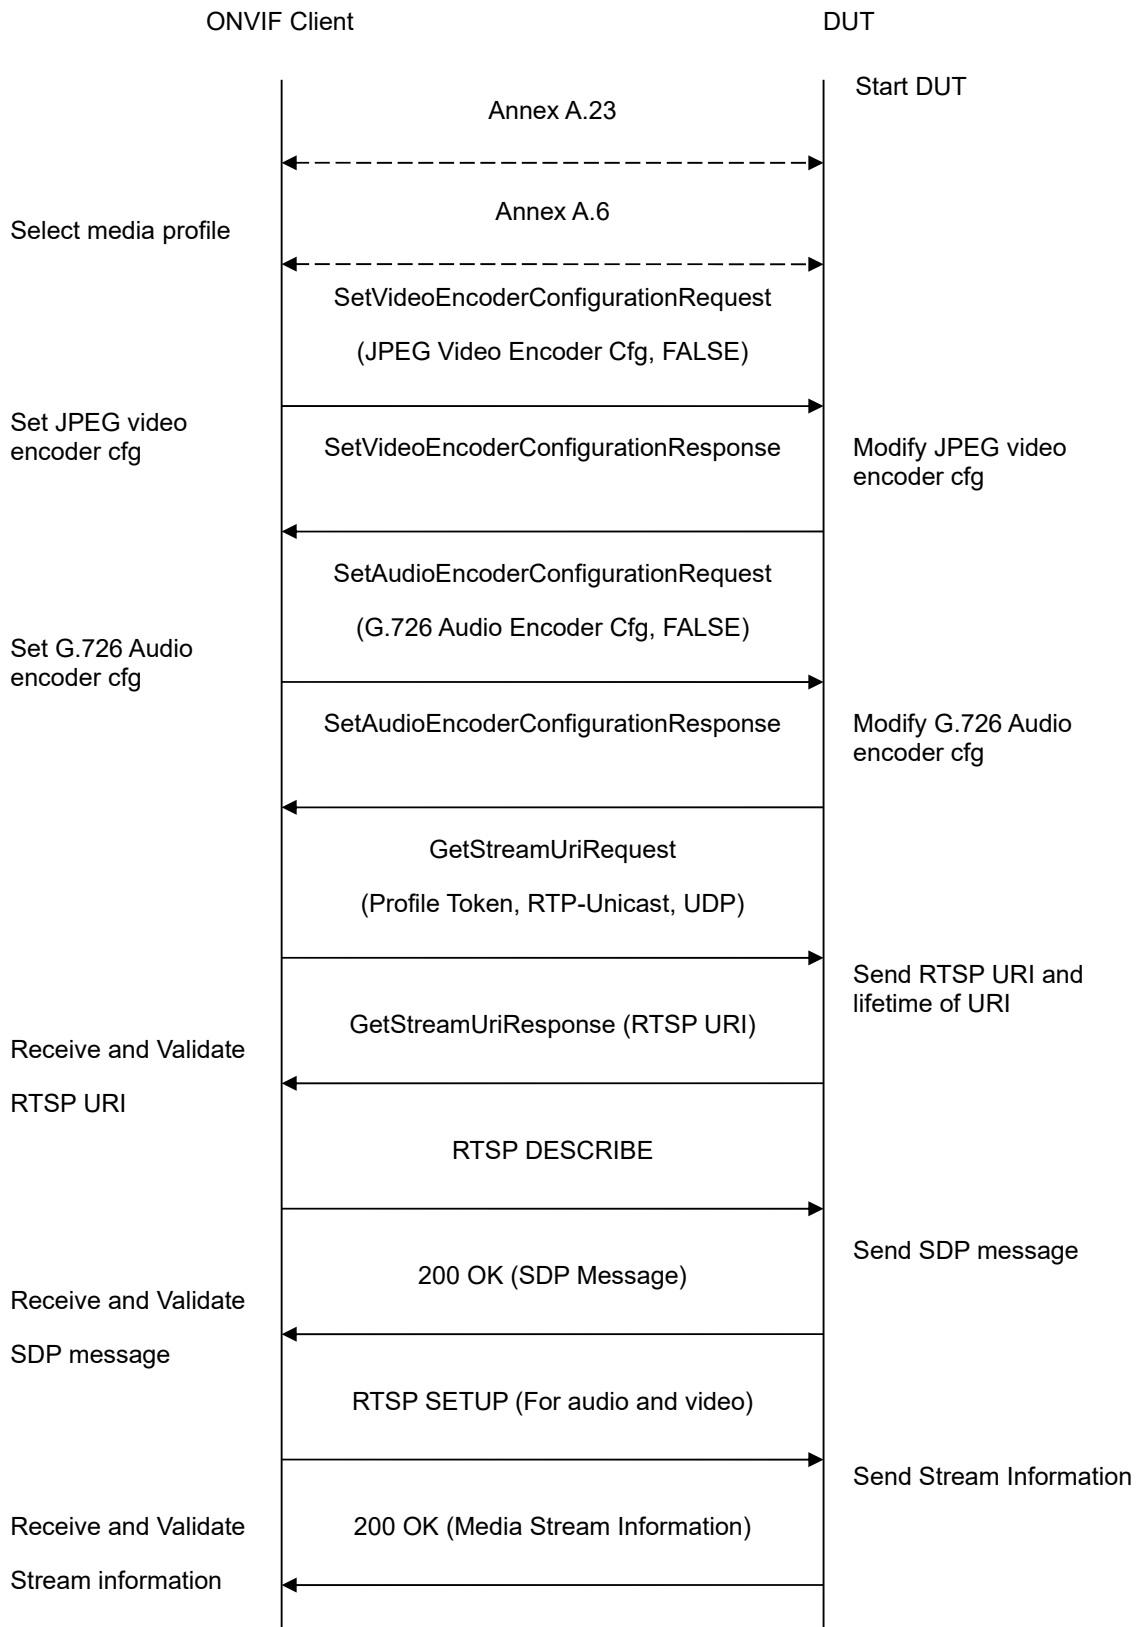 ONVIF Client
DUT
Start DUT
Annex A.23
Annex A.6
Select media profile
SetVideoEncoderConfigurationRequest
(JPEG Video Encoder Cfg, FALSE)
Set JPEG video
encoder cfg
SetVideoEncoderConfigurationResponse
Modify JPEG video
encoder cfg
SetAudioEncoderConfigurationRequest
(G.726 Audio Encoder Cfg, FALSE)
Set G.726 Audio
encoder cfg
SetAudioEncoderConfigurationResponse
Modify G.726 Audio
encoder cfg
GetStreamUriRequest
(Profile Token, RTP-Unicast, UDP)
Send RTSP URI and
lifetime of URI
GetStreamUriResponse (RTSP URI)
Receive and Validate
RTSP URI
RTSP DESCRIBE
Send SDP message
200 OK (SDP Message)
Receive and Validate
SDP message
RTSP SETUP (For audio and video)
Send Stream Information
200 OK (Media Stream Information)
Receive and Validate
Stream information